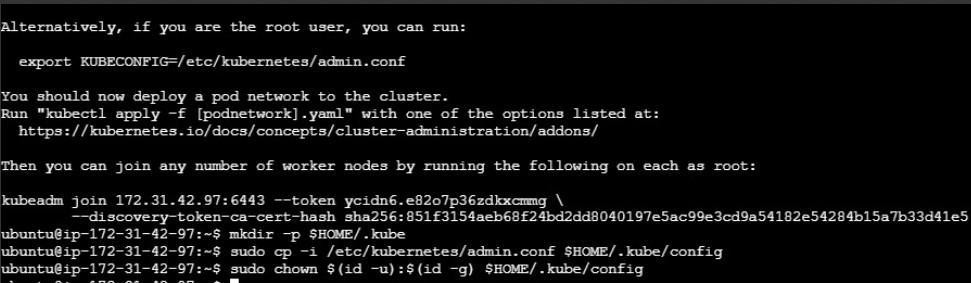 Alternatively, if you are the root user, you can run:
export KUBECONFIG=/etc/kubernetes/admin.conf
You should now deploy a pod network to the cluster.
Run "kubectl apply -f [podnetwork].yaml" with one of the options listed at:
https://kubernetes.io/docs/concepts/cluster-administration/addons/
Then you can join any number of worker nodes by running the following on each as root:
kubeadm join 172.31.42.97:6443 --token ycidn6.e82o7p36zdkxcmmg \
--discovery-token-ca-cert-hash sha256:851f3154aeb68f24bd2dd8040197e5ac99e3cd9a54182e54284b15a7b33d41e5
ubuntu@ip-172-31-42-97:~$ mkdir -p $HOME/.kube
ubuntu@ip-172-31-42-97:~$ sudo cp -i /etc/kubernetes/admin.conf $HOME/.kube/config
ubuntu@ip-172-31-42-97:~$ sudo chown $(id -u):$(id -g) $HOME/.kube/config
ubuntu@ip-172-31-42-97:~$